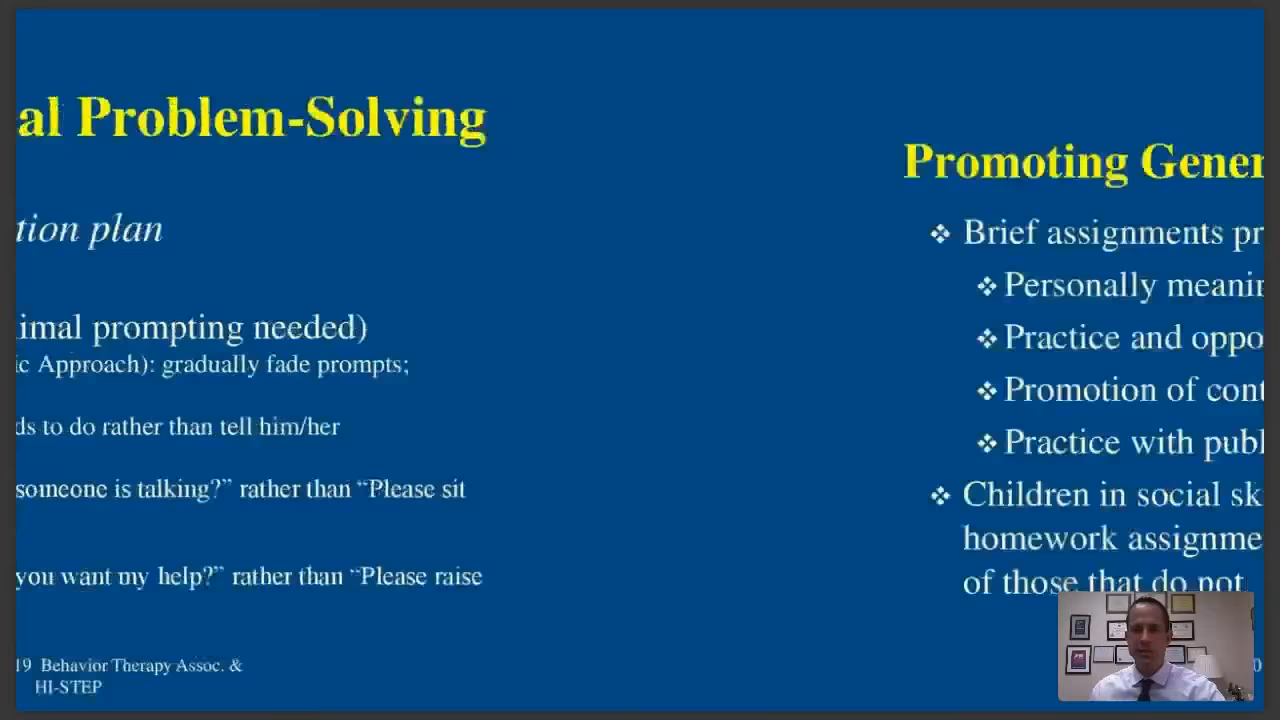 al Problem-Solving
tion plan
imal prompting needed)
ic Approach): gradually fade prompts;
ds to do rather than tell him/her
someone is talking?” rather than “Please sit
you want my help?” rather than “Please raise
19 Behavior Therapy Assoc. &
HI-STEP
Promoting Gener
Brief assignments pr
Personally meanin
Practice and oppo
Promotion of cont
Practice with publ
Children in social sk
homework assignme
of those that do not